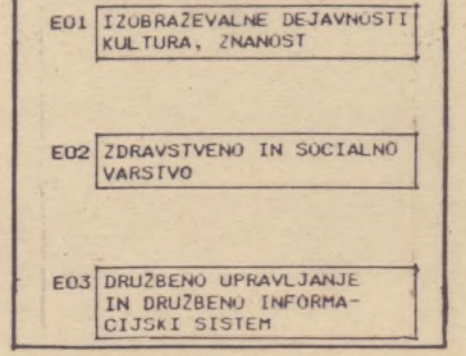 E01 IZOBRAŽEVALNE DEJAVNOSTI
KULTURA, ZNANOST
E02 ZDRAVSTVENO IN SOCIALNO
VARSTVO
E03 DRUŽBENO UPRAVLJANJE
IN DRUŽBENO INFORMA-
CIJSKI SISTEM